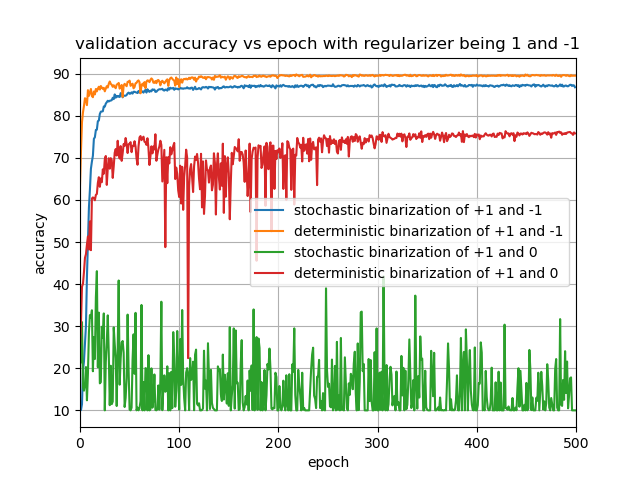 validation accuracy vs epoch with regularizer being 1 and -1
accuracy
90
80
70
60
50
40
30
20
10
stochastic binarization of +1 and -1
deterministic binarization of +1 and -1
stochastic binarization of +1 and 0
deterministic binarization of +1 and 0
0 100 200 300 400 500
epoch